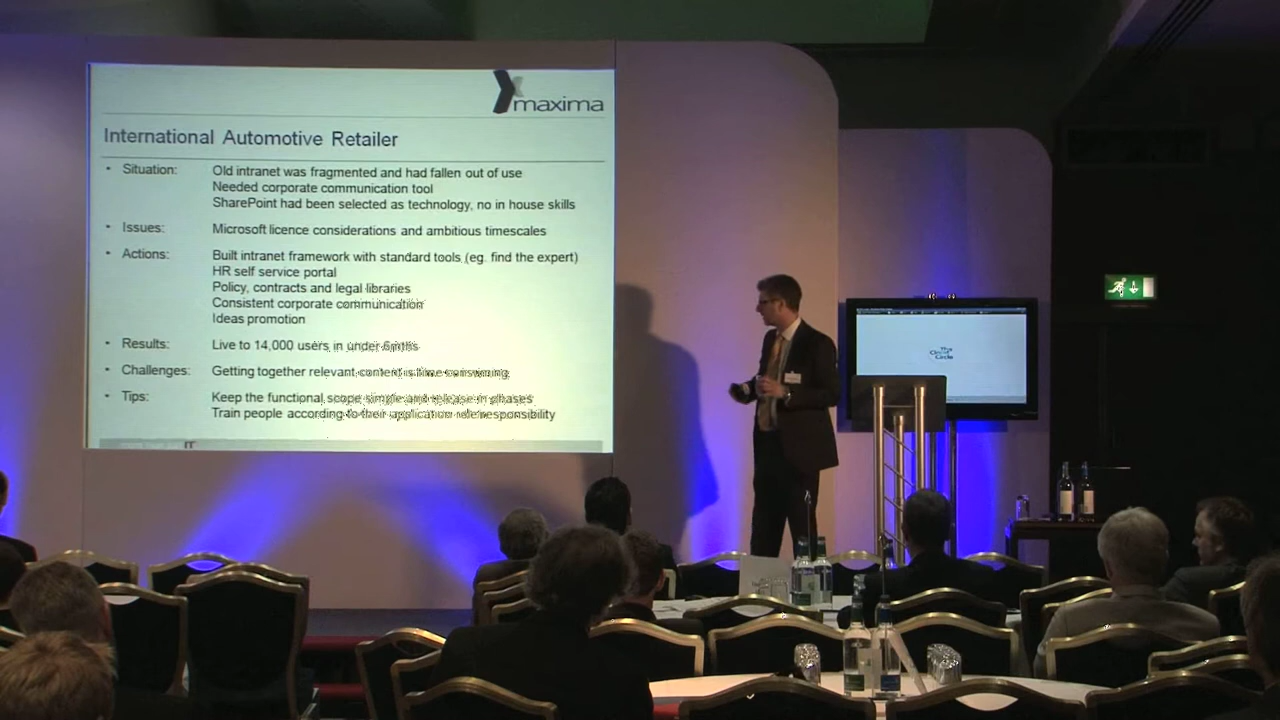 maxima
International Automotive Retailer
• Situation: Old intranet was fragmented and had fallen out of use
Needed corporate communication tool
SharePoint had been selected as technology, no in house skills
• Issues: Microsoft licence considerations and ambitious timescales
• Actions: Built intranet framework with standard tools (eg. find the expert)
HR self service portal
Policy, contracts and legal libraries
Consistent corporate communication
Ideas promotion
• Results: Live to 14,000 users in under 6mths
• Challenges: Getting together relevant content is time consuming
• Tips: Keep the functional scope simple and release in phases
Train people according to their application role responsibility
IT
The
Cloud
Circle